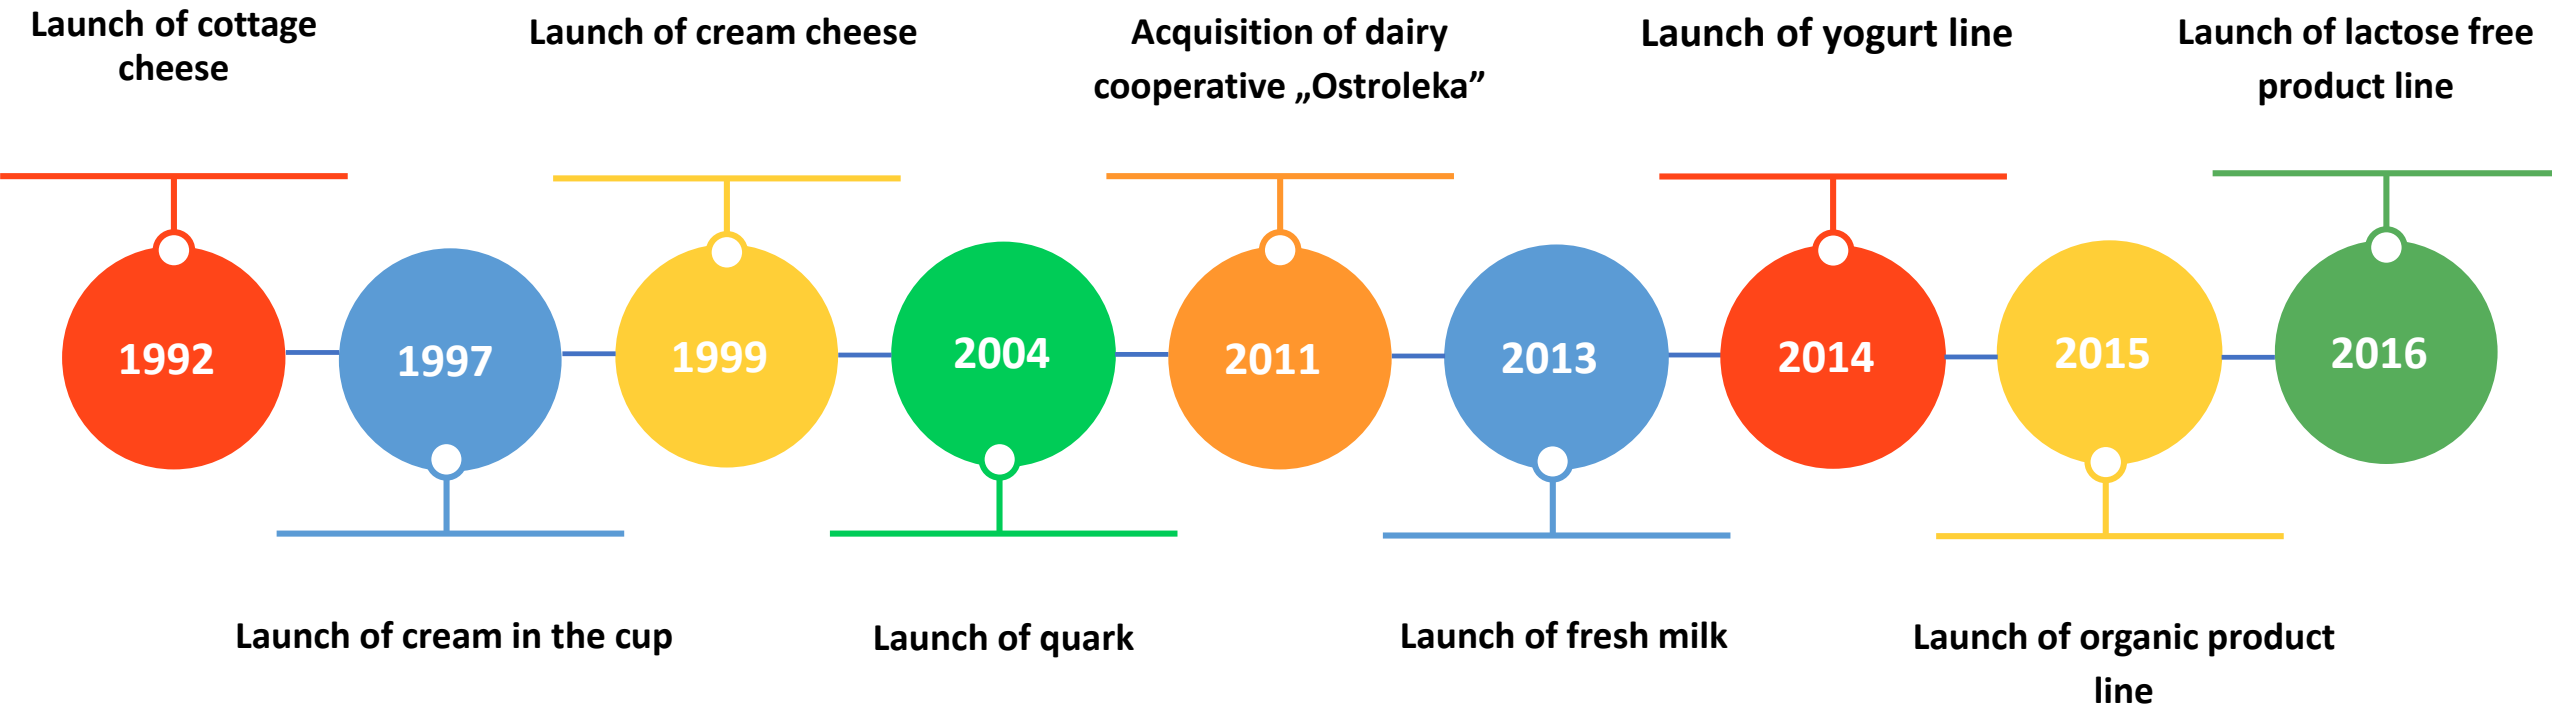 Launch of cottage
cheese
Launch of cream cheese
Acquisition of dairy
cooperative „Ostroleka”
Launch of yogurt line
Launch of lactose free
product line
1992
1997
1999
2004
2011
2013
2014
2015
2016
Launch of cream in the cup
Launch of quark
Launch of fresh milk
Launch of organic product
line